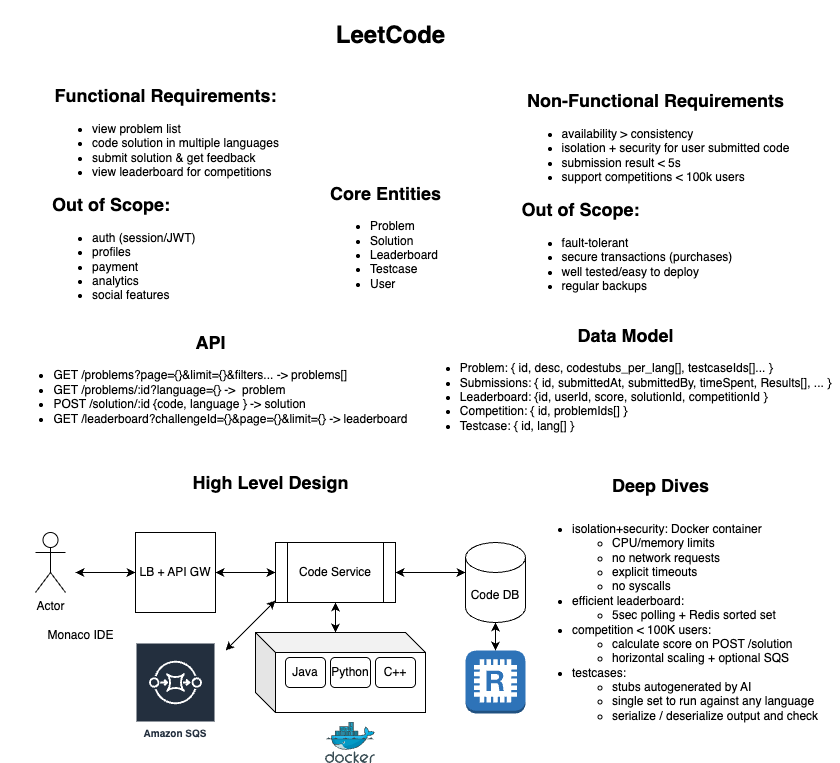 LeetCode
Functional Requirements:
• view problem list
• code solution in multiple languages
• submit solution & get feedback
• view leaderboard for competitions
Out of Scope:
• auth (session/JWT)
• profiles
• payment
• analytics
• social features
Core Entities
• Problem
• Solution
• Leaderboard
• Testcase
• User
Non-Functional Requirements
• availability > consistency
• isolation + security for user submitted code
• submission result < 5s
• support competitions < 100k users
Out of Scope:
• fault-tolerant
• secure transactions (purchases)
• well tested/easy to deploy
• regular backups
API
• GET /problems?page={}&limit={}&filters... -> problems[]
• GET /problems/:id?language={} -> problem
• POST /solution/:id {code, language } -> solution
• GET /leaderboard?challengeId={}&page={}&limit={} -> leaderboard
Data Model
• Problem: { id, desc, codestubs_per_lang[], testcaseIds[]... }
• Submissions: { id, submittedAt, submittedBy, timeSpent, Results[], ... }
• Leaderboard: {id, userId, score, solutionId, competitionId }
• Competition: { id, problemIds[] }
• Testcase: { id, lang[] }
High Level Design
Actor
Monaco IDE
LB + API GW
Code Service
Code DB
Amazon SQS
Java
Python
C++
docker
R
Deep Dives
• isolation+security: Docker container
◦ CPU/memory limits
◦ no network requests
◦ explicit timeouts
◦ no syscalls
• efficient leaderboard:
◦ 5sec polling + Redis sorted set
• competition < 100K users:
◦ calculate score on POST /solution
◦ horizontal scaling + optional SQS
• testcases:
◦ stubs autogenerated by AI
◦ single set to run against any language
◦ serialize / deserialize output and check